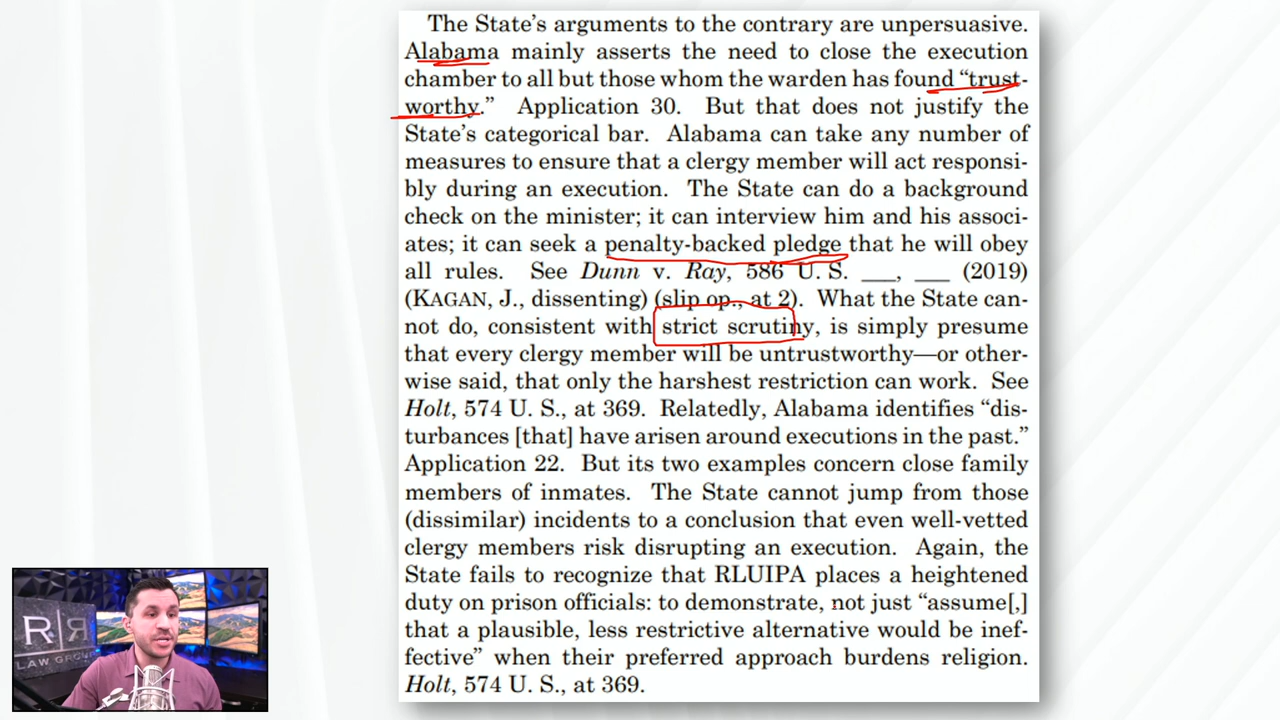 The State’s arguments to the contrary are unpersuasive.
Alabama mainly asserts the need to close the execution
chamber to all but those whom the warden has found “trust-
worthy.” Application 30. But that does not justify the
State’s categorical bar. Alabama can take any number of
measures to ensure that a clergy member will act responsi-
bly during an execution. The State can do a background
check on the minister; it can interview him and his associ-
ates; it can seek a penalty-backed pledge that he will obey
all rules. See Dunn v. Ray, 586 U. S. ___, ___ (2019)
(KAGAN, J., dissenting) (slip op., at 2). What the State can-
not do, consistent with strict scrutiny, is simply presume
that every clergy member will be untrustworthy—or other-
wise said, that only the harshest restriction can work. See
Holt, 574 U. S., at 369. Relatedly, Alabama identifies “dis-
turbances [that] have arisen around executions in the past.”
Application 22. But its two examples concern close family
members of inmates. The State cannot jump from those
(dissimilar) incidents to a conclusion that even well-vetted
clergy members risk disrupting an execution. Again, the
State fails to recognize that RLUIPA places a heightened
duty on prison officials: to demonstrate, not just “assume[,]
that a plausible, less restrictive alternative would be inef-
fective” when their preferred approach burdens religion.
Holt, 574 U. S., at 369.
R|R
LAW GROUP